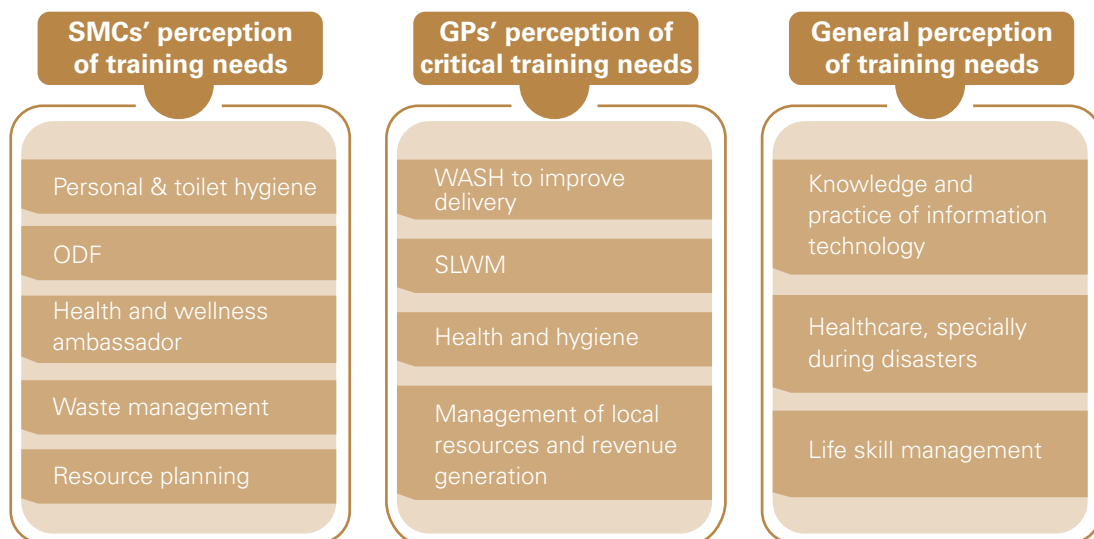 SMCs’ perception
of training needs
Personal & toilet hygiene
ODF
Health and wellness
ambassador
Waste management
Resource planning
GPs’ perception of
critical training needs
WASH to improve
delivery
SLWM
Health and hygiene
Management of local
resources and revenue
generation
General perception
of training needs
Knowledge and
practice of information
technology
Healthcare, specially
during disasters
Life skill management